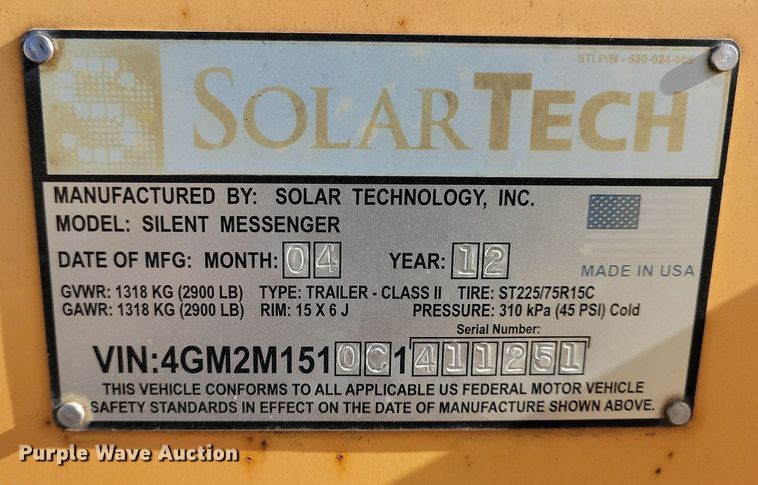 STI P/N - 530-024-005
SOLARTECH
MANUFACTURED BY: SOLAR TECHNOLOGY, INC.
MODEL: SILENT MESSENGER
DATE OF MFG: MONTH: 04 YEAR: 12
MADE IN USA
GVWR: 1318 KG (2900 LB) TYPE: TRAILER - CLASS II TIRE: ST225/75R15C
GAWR: 1318 KG (2900 LB) RIM: 15 X 6 J PRESSURE: 310 kPa (45 PSI) Cold
Serial Number:
VIN:4GM2M1510C1411251
THIS VEHICLE CONFORMS TO ALL APPLICABLE US FEDERAL MOTOR VEHICLE
SAFETY STANDARDS IN EFFECT ON THE DATE OF MANUFACTURE SHOWN ABOVE.
Purple Wave Auction